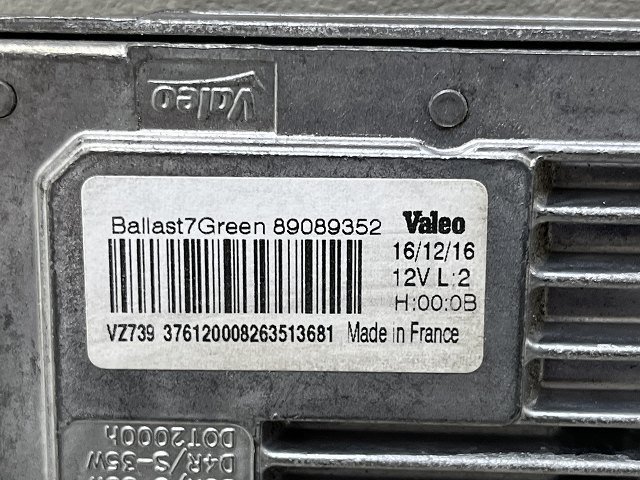 Valeo
Ballast7Green 89089352 Valeo
16/12/16
12V L:2
H:00:0B
VZ739 376120008263513681 Made in France
D4R/S-35W
DOT2000h